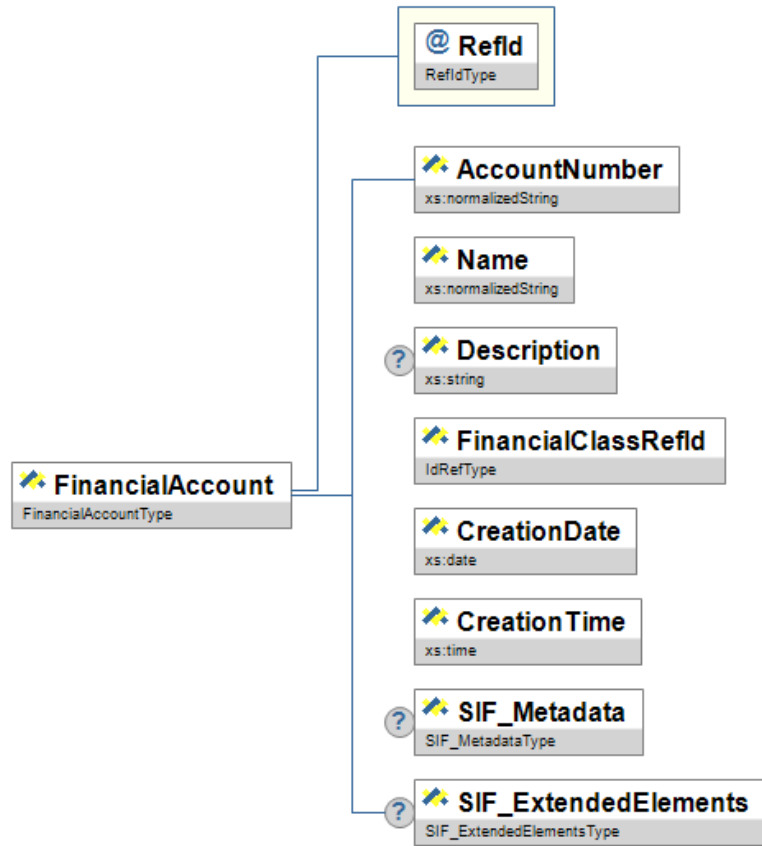 @ RefId
RefIdType
AccountNumber
xs:normalizedString
Name
xs:normalizedString
? Description
xs:string
FinancialClassRefId
IdRefType
FinancialAccount
FinancialAccountType
CreationDate
xs:date
CreationTime
xs:time
? SIF_Metadata
SIF_MetadataType
? SIF_ExtendedElements
SIF_ExtendedElementsType